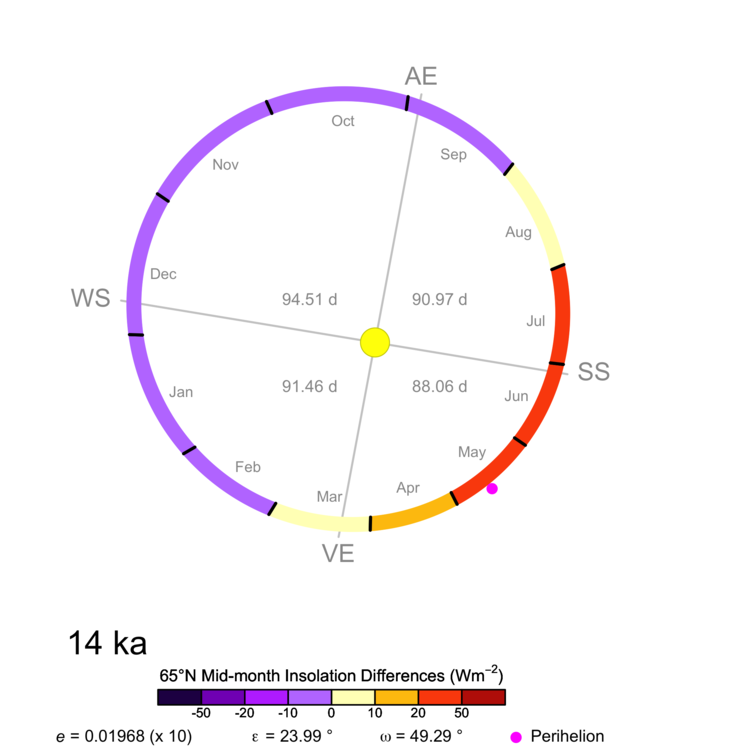 AE
Oct
Sep
Nov
Aug
Dec
WS
94.51 d
90.97 d
Jul
SS
91.46 d
88.06 d
Jan
Jun
May
Feb
Mar
Apr
VE
14 ka
65°N Mid-month Insolation Differences (Wm⁻²)
-50 -20 -10 0 10 20 50
e = 0.01968 (x 10) ε = 23.99 ° ω = 49.29 ° Perihelion